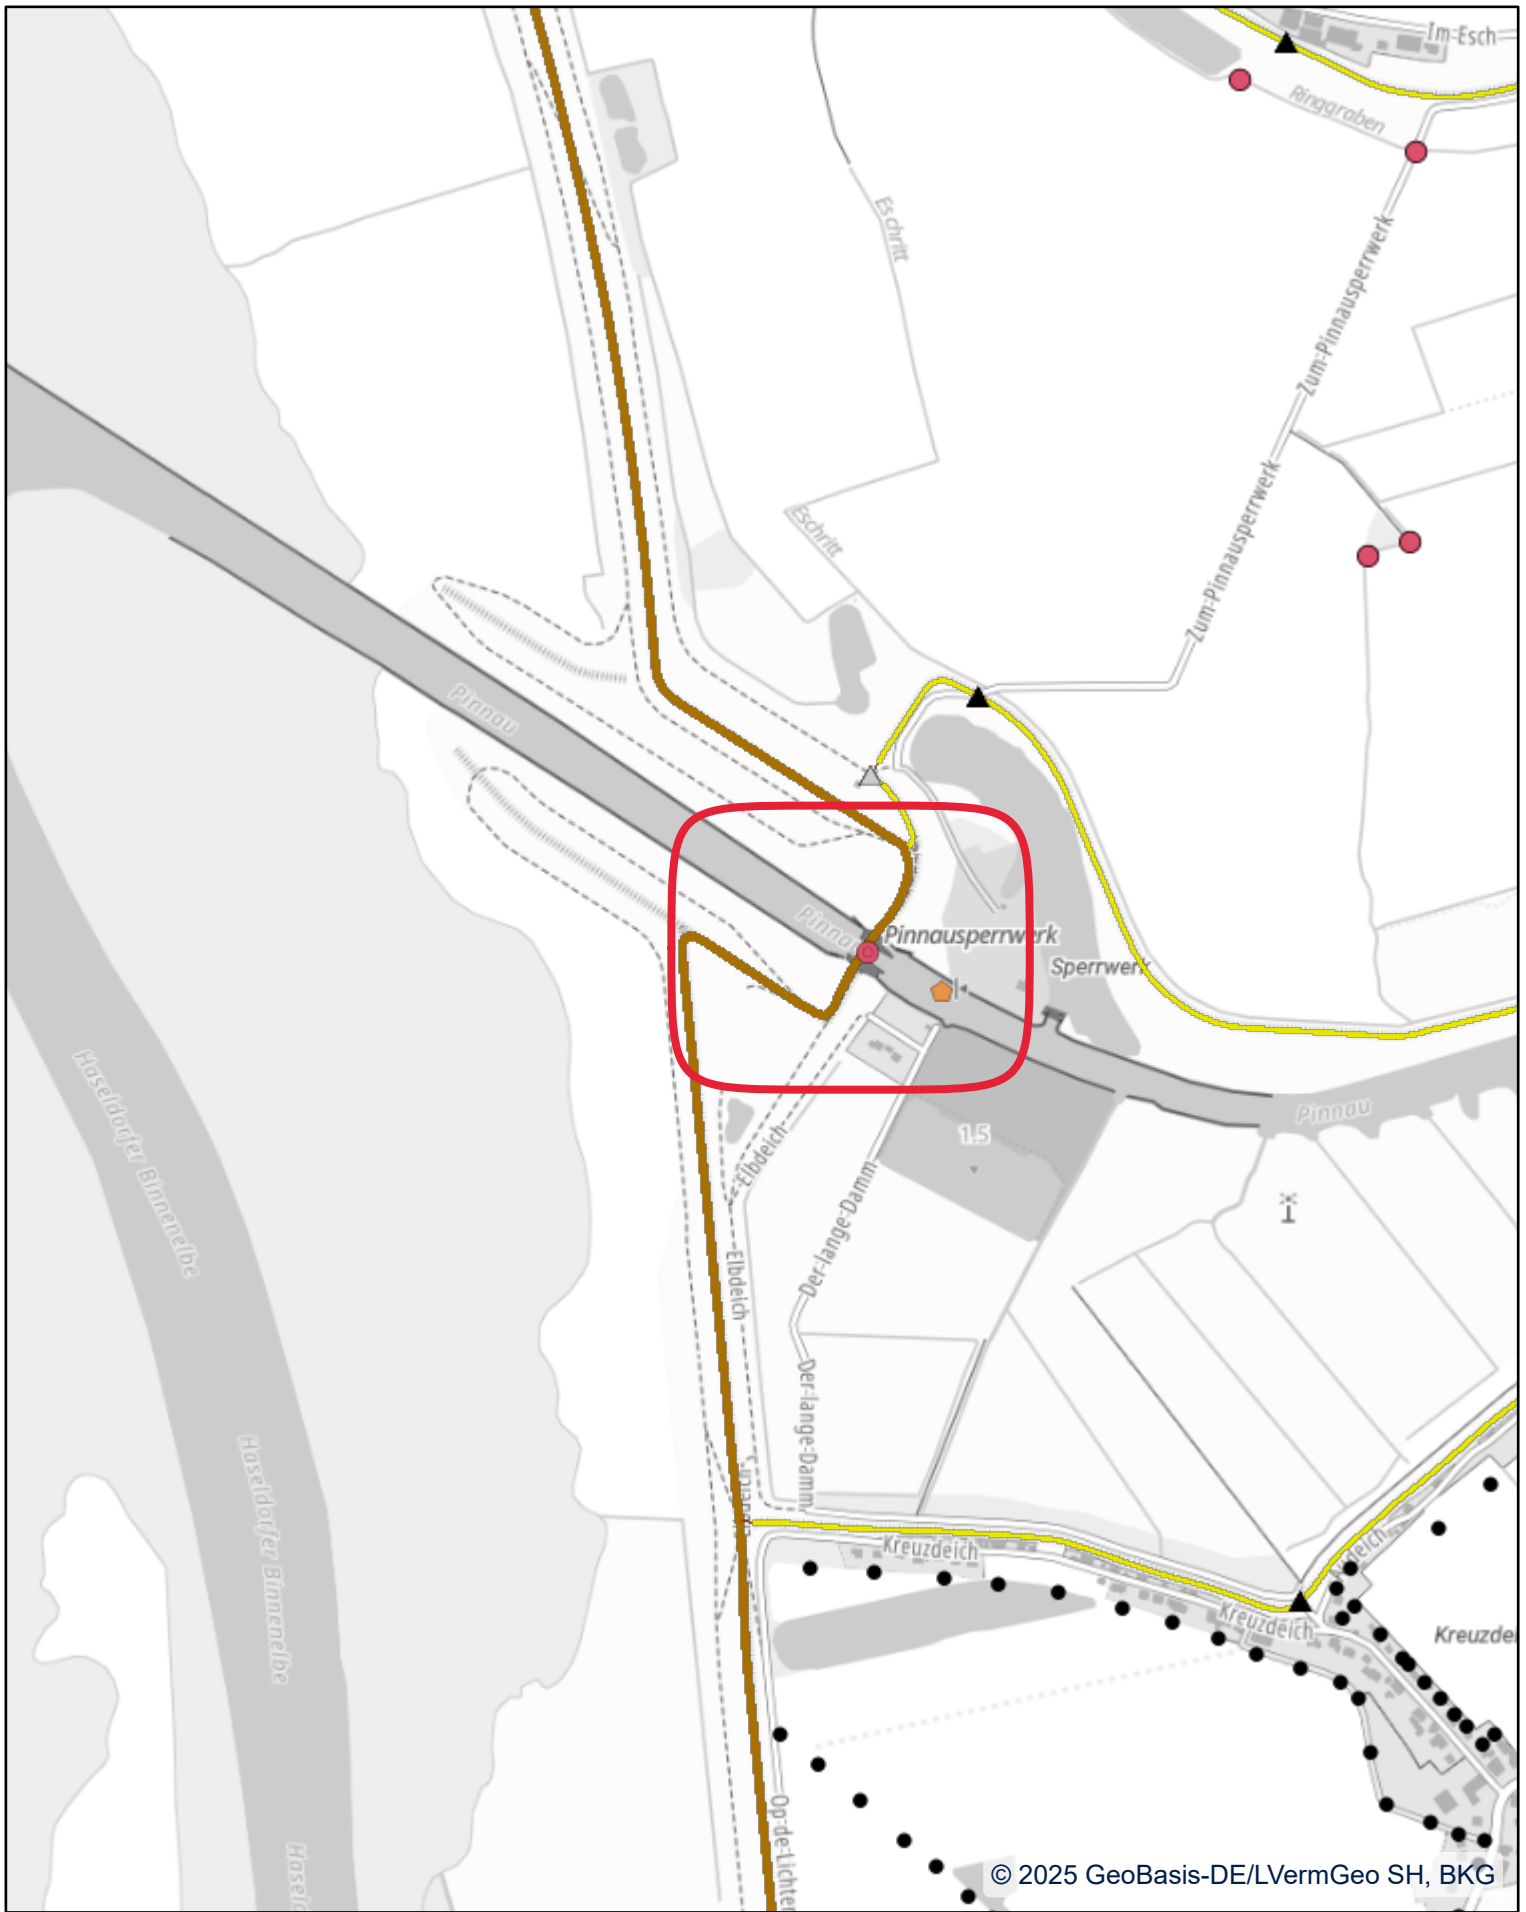 Im-Esch
Ringgraben
Eschritt
Zum-Pinnausperrwerk
Eschritt
Zum-Pinnausperrwerk
Pinnau
Pinnau
Pinnausperrwerk
Sperrwerk
Haseldorfer Binnenelbe
Pinnau
1.5
Elbdeich
Der-lange-Damm
Elbdeich
Der-lange-Damm
Haseldorfer Binnenelbe
Kreuzdeich
Kreuzdeich
Kreuzdei
Op-de-Lichten
Hasel
© 2025 GeoBasis-DE/LVermGeo SH, BKG